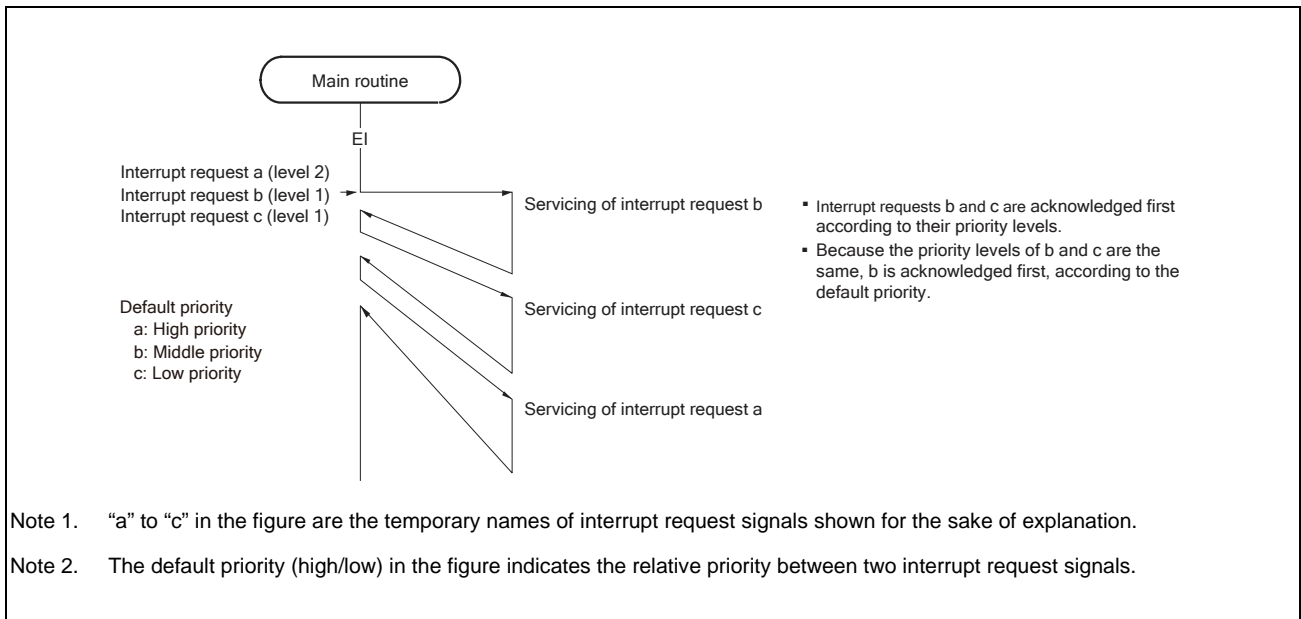 Main routine
EI
Interrupt request a (level 2)
Interrupt request b (level 1)
Interrupt request c (level 1)
Servicing of interrupt request b
▪ Interrupt requests b and c are acknowledged first
according to their priority levels.
▪ Because the priority levels of b and c are the
same, b is acknowledged first, according to the
default priority.
Default priority
a: High priority
b: Middle priority
c: Low priority
Servicing of interrupt request c
Servicing of interrupt request a
Note 1. “a” to “c” in the figure are the temporary names of interrupt request signals shown for the sake of explanation.
Note 2. The default priority (high/low) in the figure indicates the relative priority between two interrupt request signals.